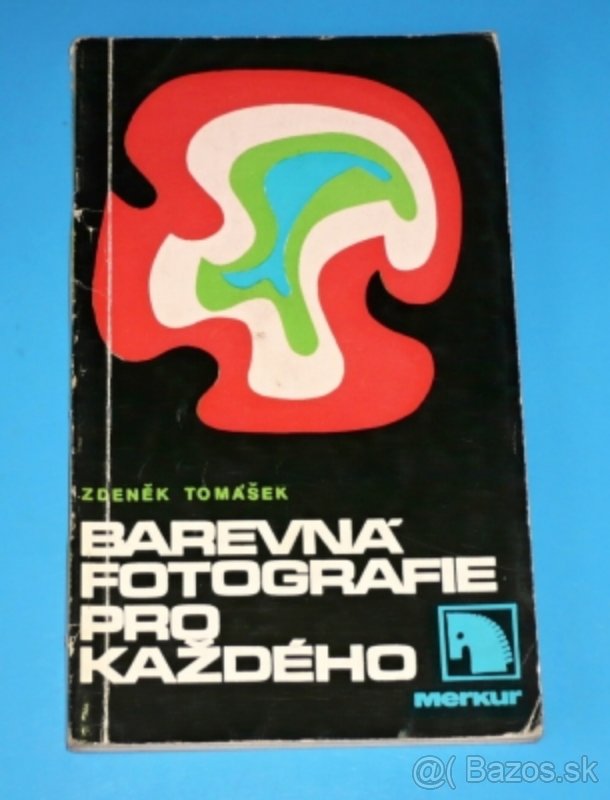 ZDENĚK TOMÁŠEK
BAREVNÁ
FOTOGRAFIE
PRO
KAŽDÉHO
merkur
@( Bazos.sk